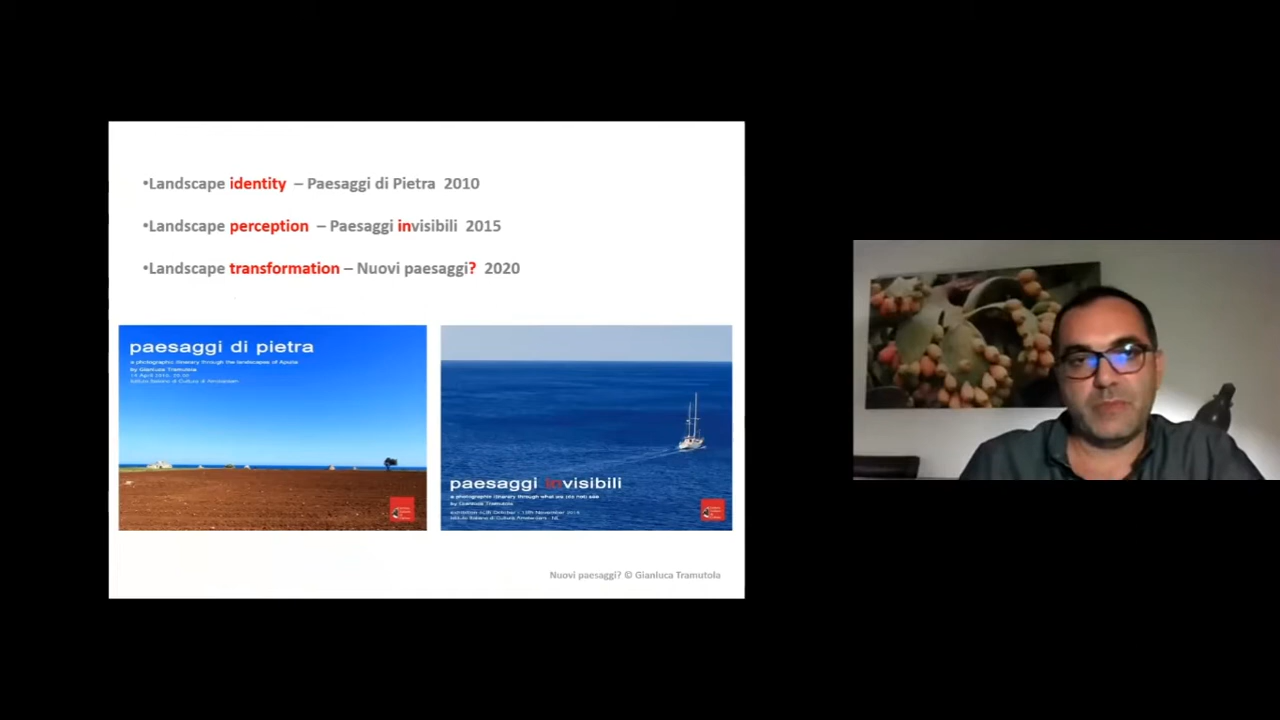 •Landscape identity – Paesaggi di Pietra 2010
•Landscape perception – Paesaggi invisibili 2015
•Landscape transformation – Nuovi paesaggi? 2020
paesaggi di pietra
a photographic itinerary through the landscapes of Apulia
by Gianluca Tramutola
Istituto Italiano di Cultura di Amsterdam
paesaggi invisibili
a photographic itinerary through what we (do not) see
by Gianluca Tramutola
Istituto Italiano di Cultura Amsterdam - NL
Nuovi paesaggi? © Gianluca Tramutola